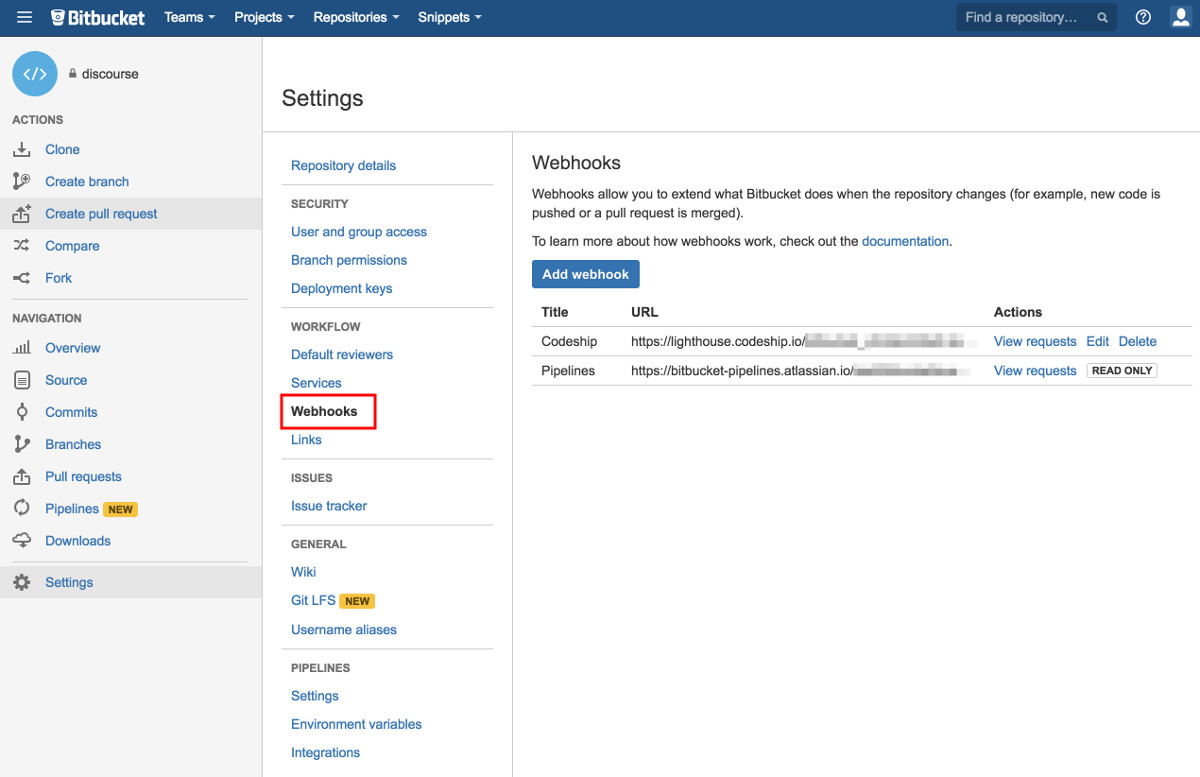 Bitbucket Teams Projects Repositories Snippets Find a repository...
discourse
ACTIONS
Clone
Create branch
Create pull request
Compare
Fork
NAVIGATION
Overview
Source
Commits
Branches
Pull requests
Pipelines NEW
Downloads
Settings
Settings
Repository details
SECURITY
User and group access
Branch permissions
Deployment keys
WORKFLOW
Default reviewers
Services
Webhooks
Links
ISSUES
Issue tracker
GENERAL
Wiki
Git LFS NEW
Username aliases
PIPELINES
Settings
Environment variables
Integrations
Webhooks
Webhooks allow you to extend what Bitbucket does when the repository changes (for example, new code is
pushed or a pull request is merged).
To learn more about how webhooks work, check out the documentation.
Add webhook
Title URL Actions
Codeship https://lighthouse.codeship.io/ View requests Edit Delete
Pipelines https://bitbucket-pipelines.atlassian.io/ View requests READ ONLY